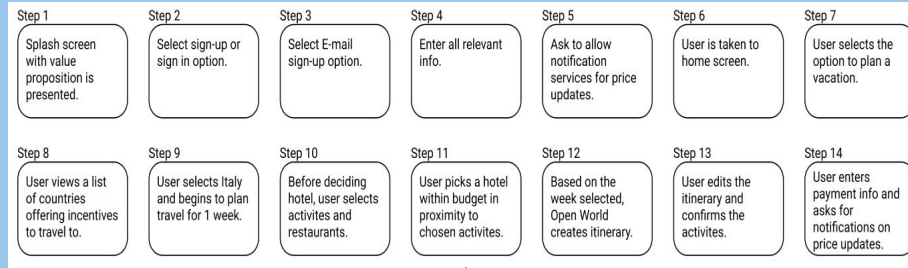 Step 1
Splash screen
with value
proposition is
presented.
Step 2
Select sign-up or
sign in option.
Step 3
Select E-mail
sign-up option.
Step 4
Enter all relevant
info.
Step 5
Ask to allow
notification
services for price
updates.
Step 6
User is taken to
home screen.
Step 7
User selects the
option to plan a
vacation.
Step 8
User views a list
of countries
offering incentives
to travel to.
Step 9
User selects Italy
and begins to plan
travel for 1 week.
Step 10
Before deciding
hotel, user selects
activites and
restaurants.
Step 11
User picks a hotel
within budget in
proximity to
chosen activites.
Step 12
Based on the
week selected,
Open World
creates itinerary.
Step 13
User edits the
itinerary and
confirms the
activites.
Step 14
User enters
payment info and
asks for
notifications on
price updates.